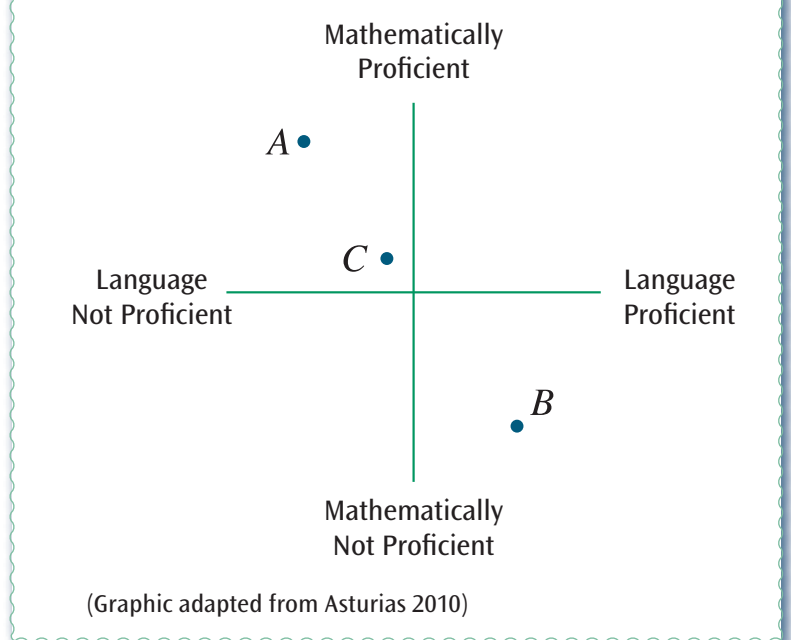 Mathematically
Proficient
A
C
Language
Not Proficient
Language
Proficient
B
Mathematically
Not Proficient
(Graphic adapted from Asturias 2010)